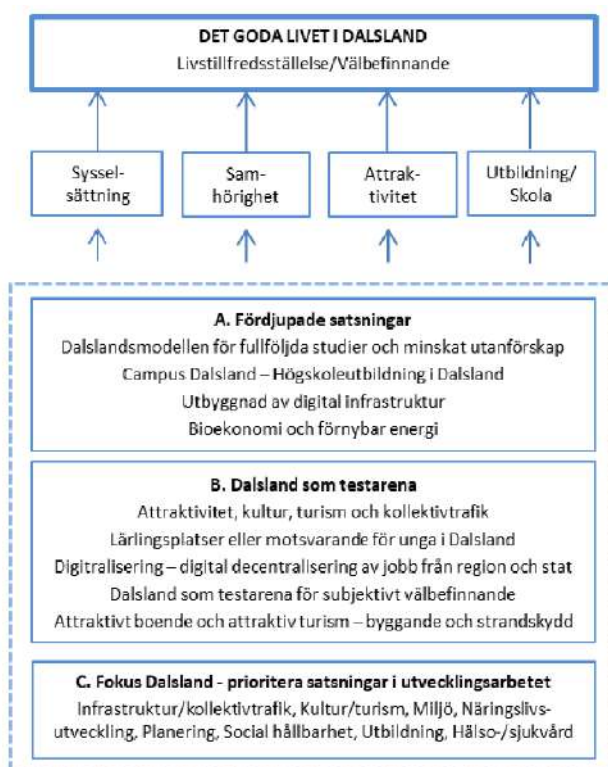 DET GODA LIVET I DALSLAND
Livstillfredsställelse/Välbefinnande
Syssel-
sättning
Sam-
hörighet
Attrak-
tivitet
Utbildning/
Skola
A. Fördjupade satsningar
Dalslandsmodellen för fullföljda studier och minskat utanförskap
Campus Dalsland – Högskoleutbildning i Dalsland
Utbyggnad av digital infrastruktur
Bioekonomi och förnybar energi
B. Dalsland som testarena
Attraktivitet, kultur, turism och kollektivtrafik
Lärlingsplatser eller motsvarande för unga i Dalsland
Digitralisering – digital decentralisering av jobb från region och stat
Dalsland som testarena för subjektivt välbefinnande
Attraktivt boende och attraktiv turism – byggande och strandskydd
C. Fokus Dalsland - prioritera satsningar i utvecklingsarbetet
Infrastruktur/kollektivtrafik, Kultur/turism, Miljö, Näringslivs-
utveckling, Planering, Social hållbarhet, Utbildning, Hälso-/sjukvård